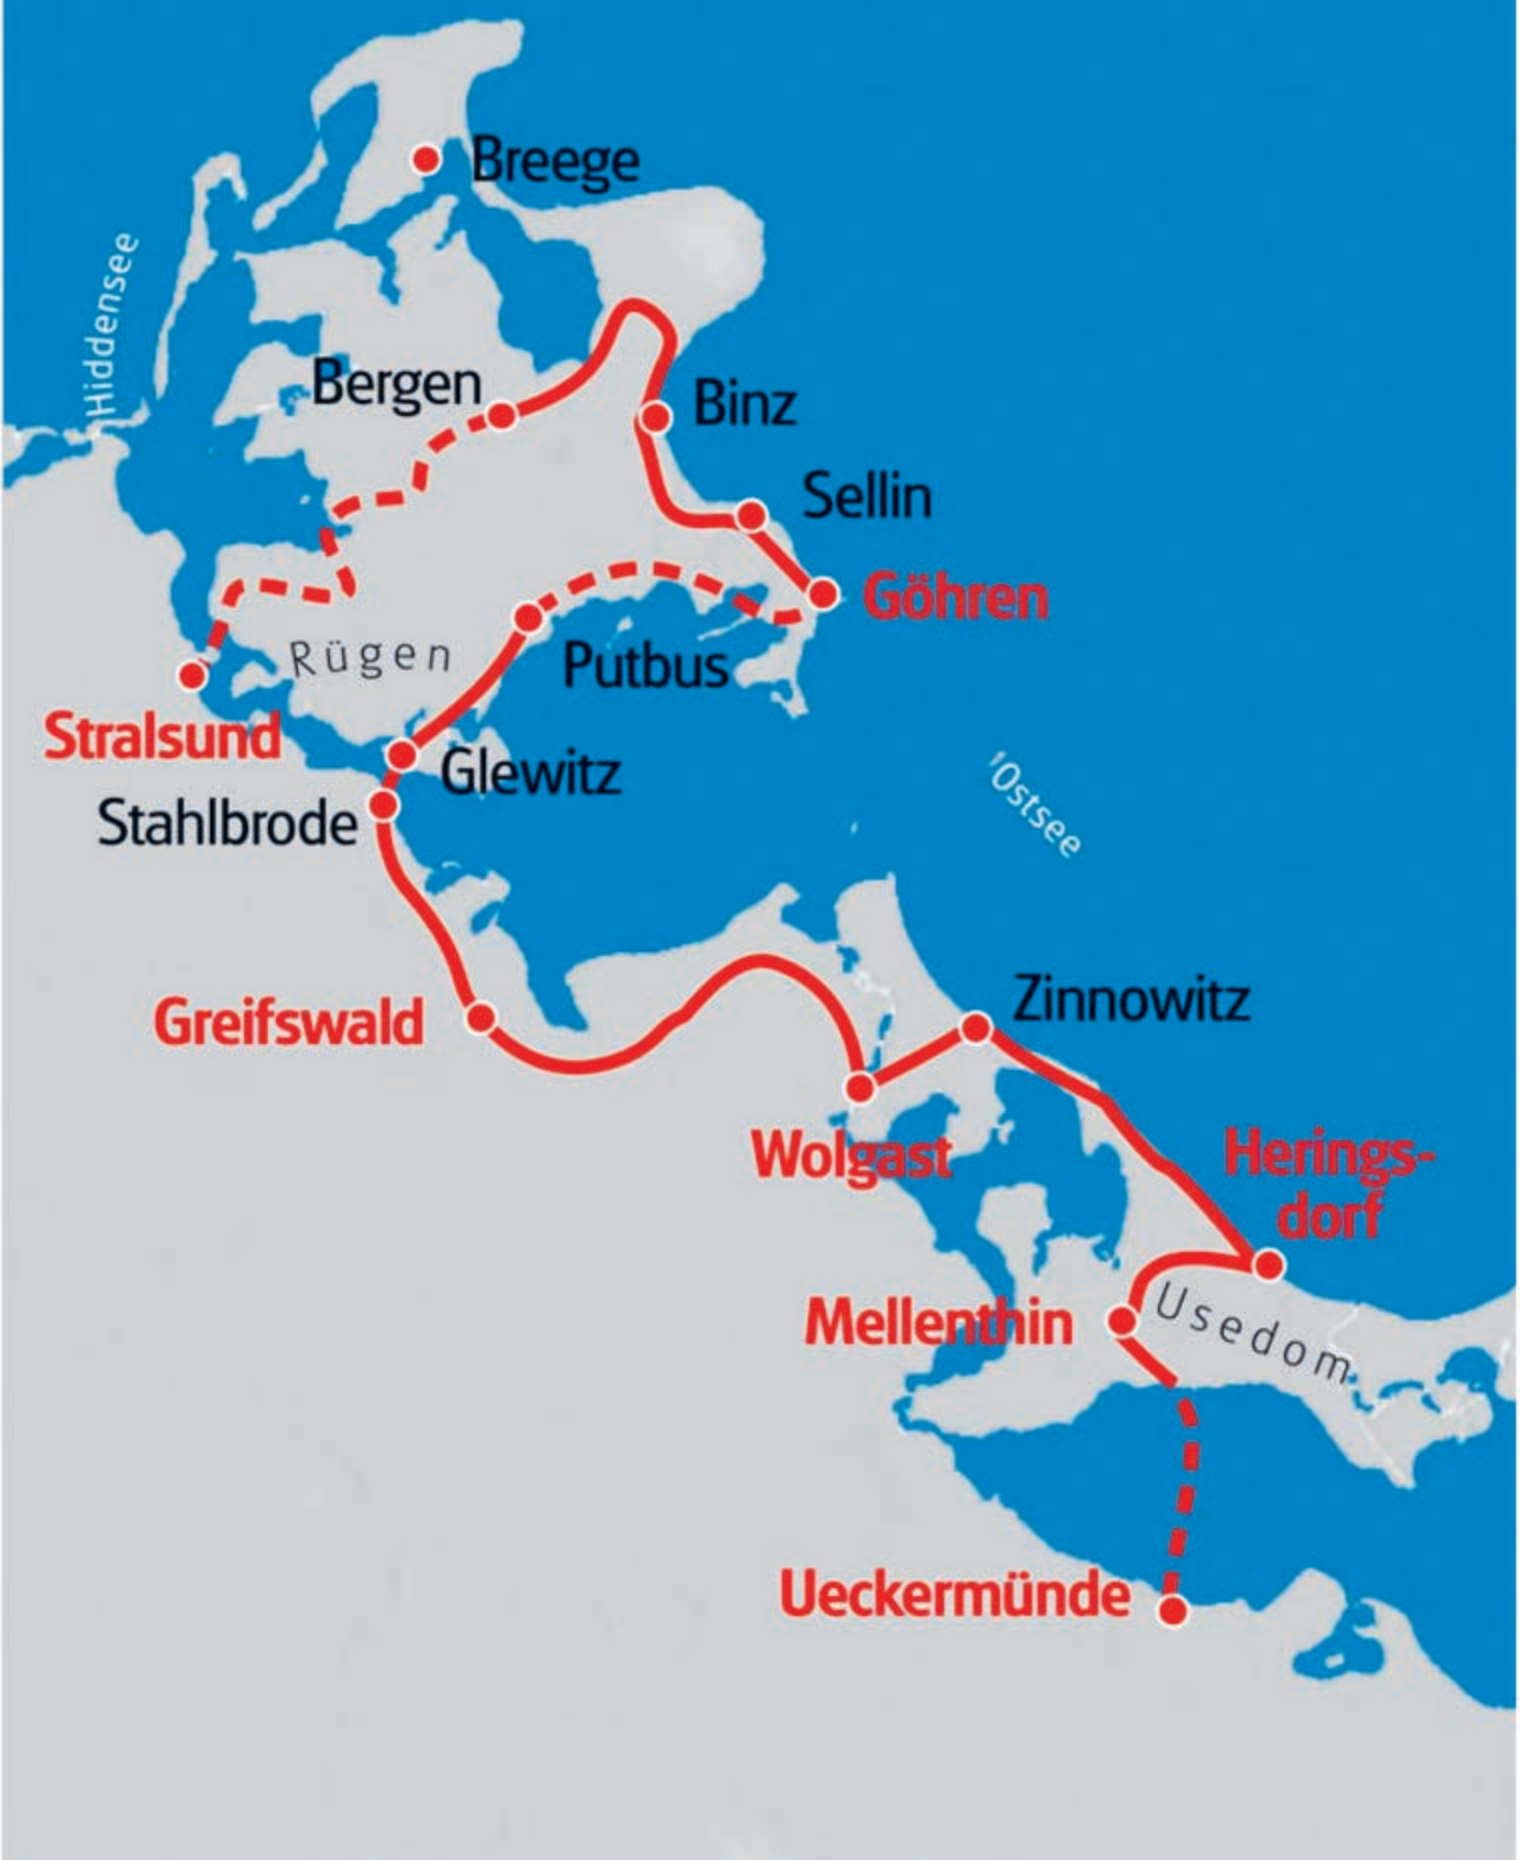 Breege
Hiddensee
Bergen
Binz
Sellin
Göhren
Rügen
Putbus
Stralsund
Glewitz
Stahlbrode
Ostsee
Zinnowitz
Greifswald
Wolgast
Herings-
dorf
Mellenthin
Usedom
Ueckermünde